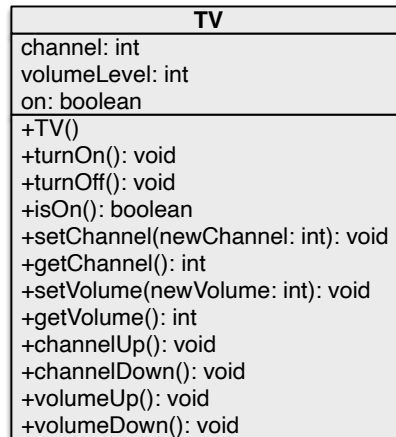 TV
channel: int
volumeLevel: int
on: boolean
+TV()
+turnOn(): void
+turnOff(): void
+isOn(): boolean
+setChannel(newChannel: int): void
+getChannel(): int
+setVolume(newVolume: int): void
+getVolume(): int
+channelUp(): void
+channelDown(): void
+volumeUp(): void
+volumeDown(): void